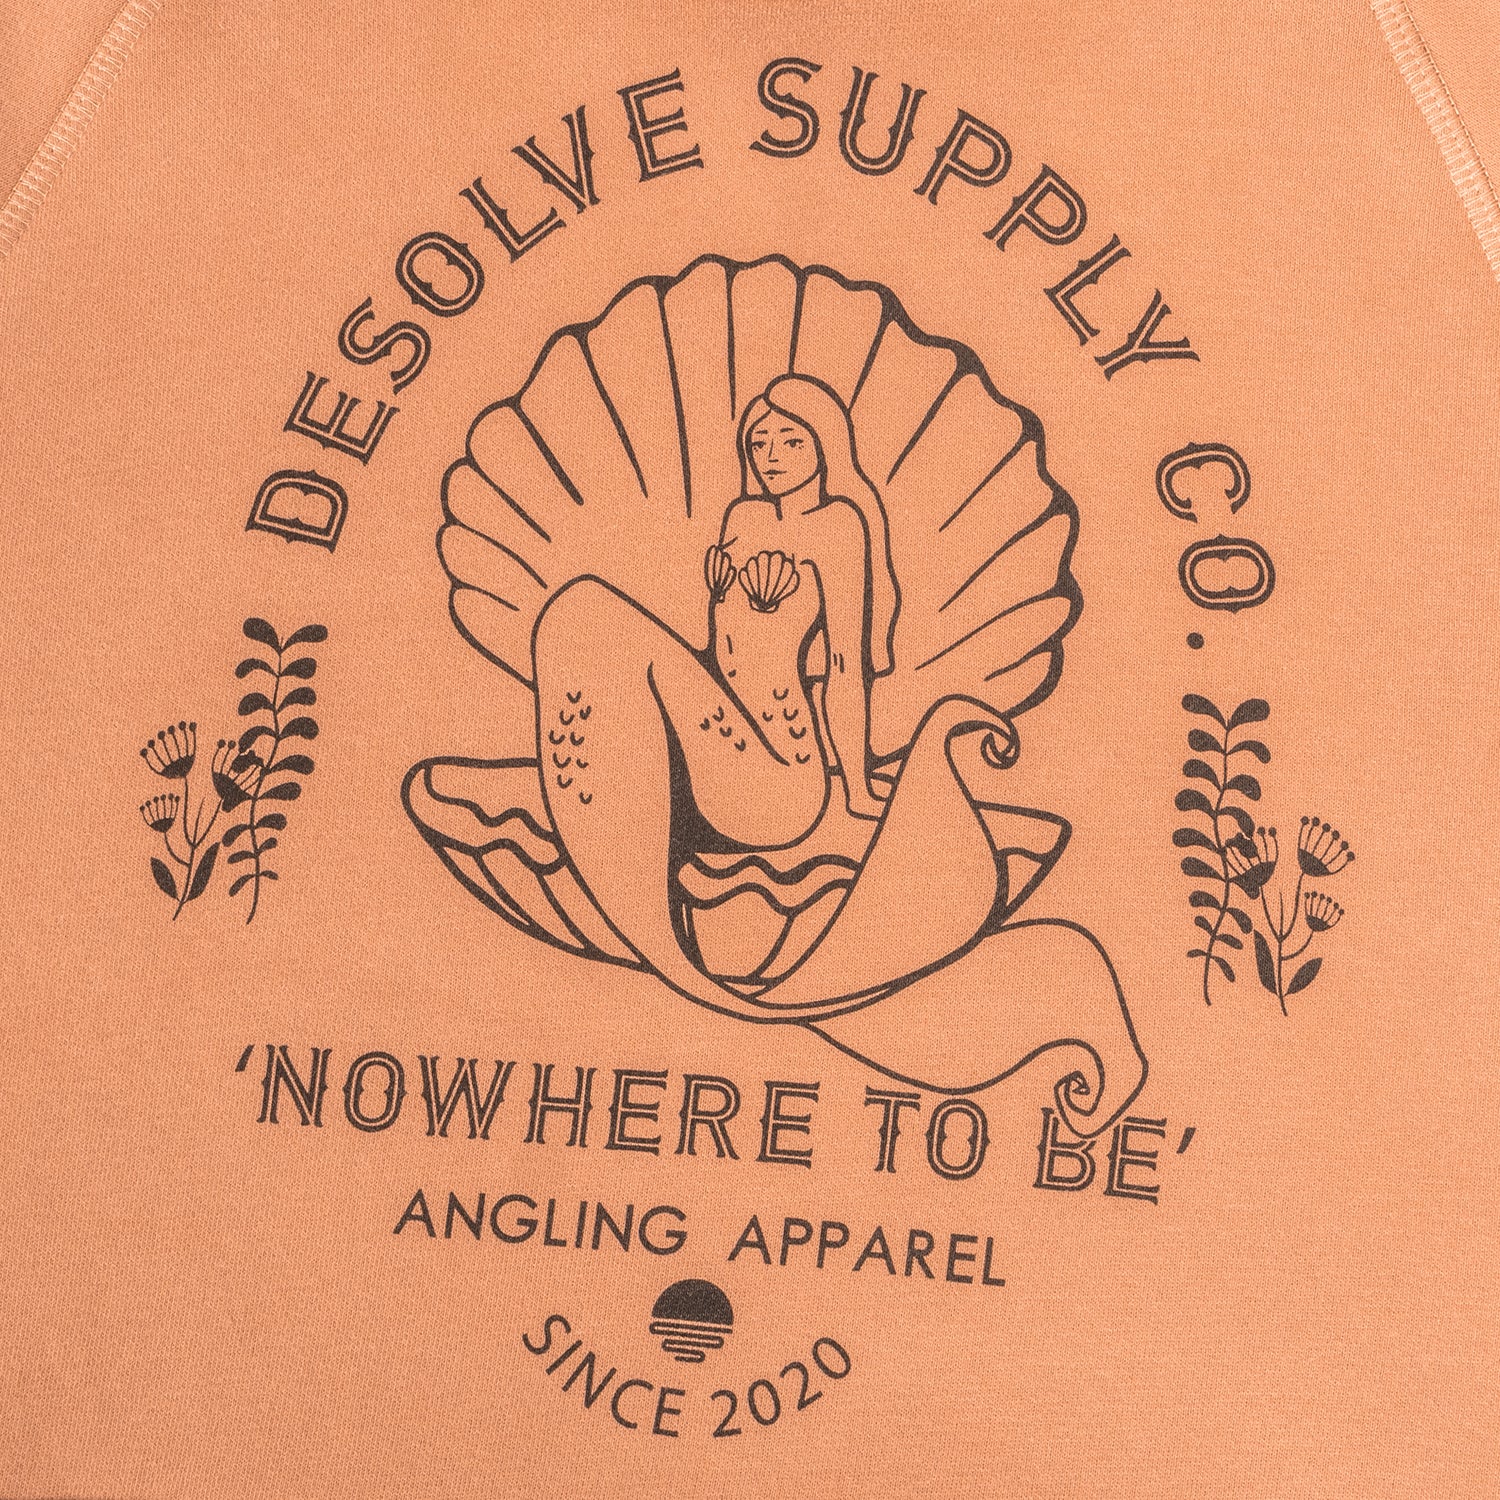 DESOLVE SUPPLY CO.
'NOWHERE TO BE'
ANGLING APPAREL
SINCE 2020